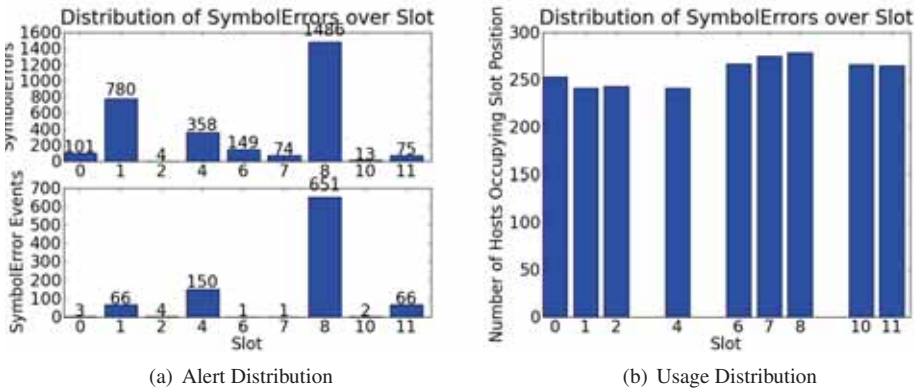 Distribution of SymbolErrors over Slot
SymbolErrors
1600
1400
1200
1000
800
600
400
200
0
101 780 4 358 149 74 1486 13 75
0 1 2 4 6 7 8 10 11
SymbolError Events
700
600
500
400
300
200
100
0
3 66 4 150 1 1 651 2 66
0 1 2 4 6 7 8 10 11
Slot
(a) Alert Distribution
Distribution of SymbolErrors over Slot
Number of Hosts Occupying Slot Position
300
250
200
150
100
50
0
0 1 2 4 6 7 8 10 11
Slot
(b) Usage Distribution